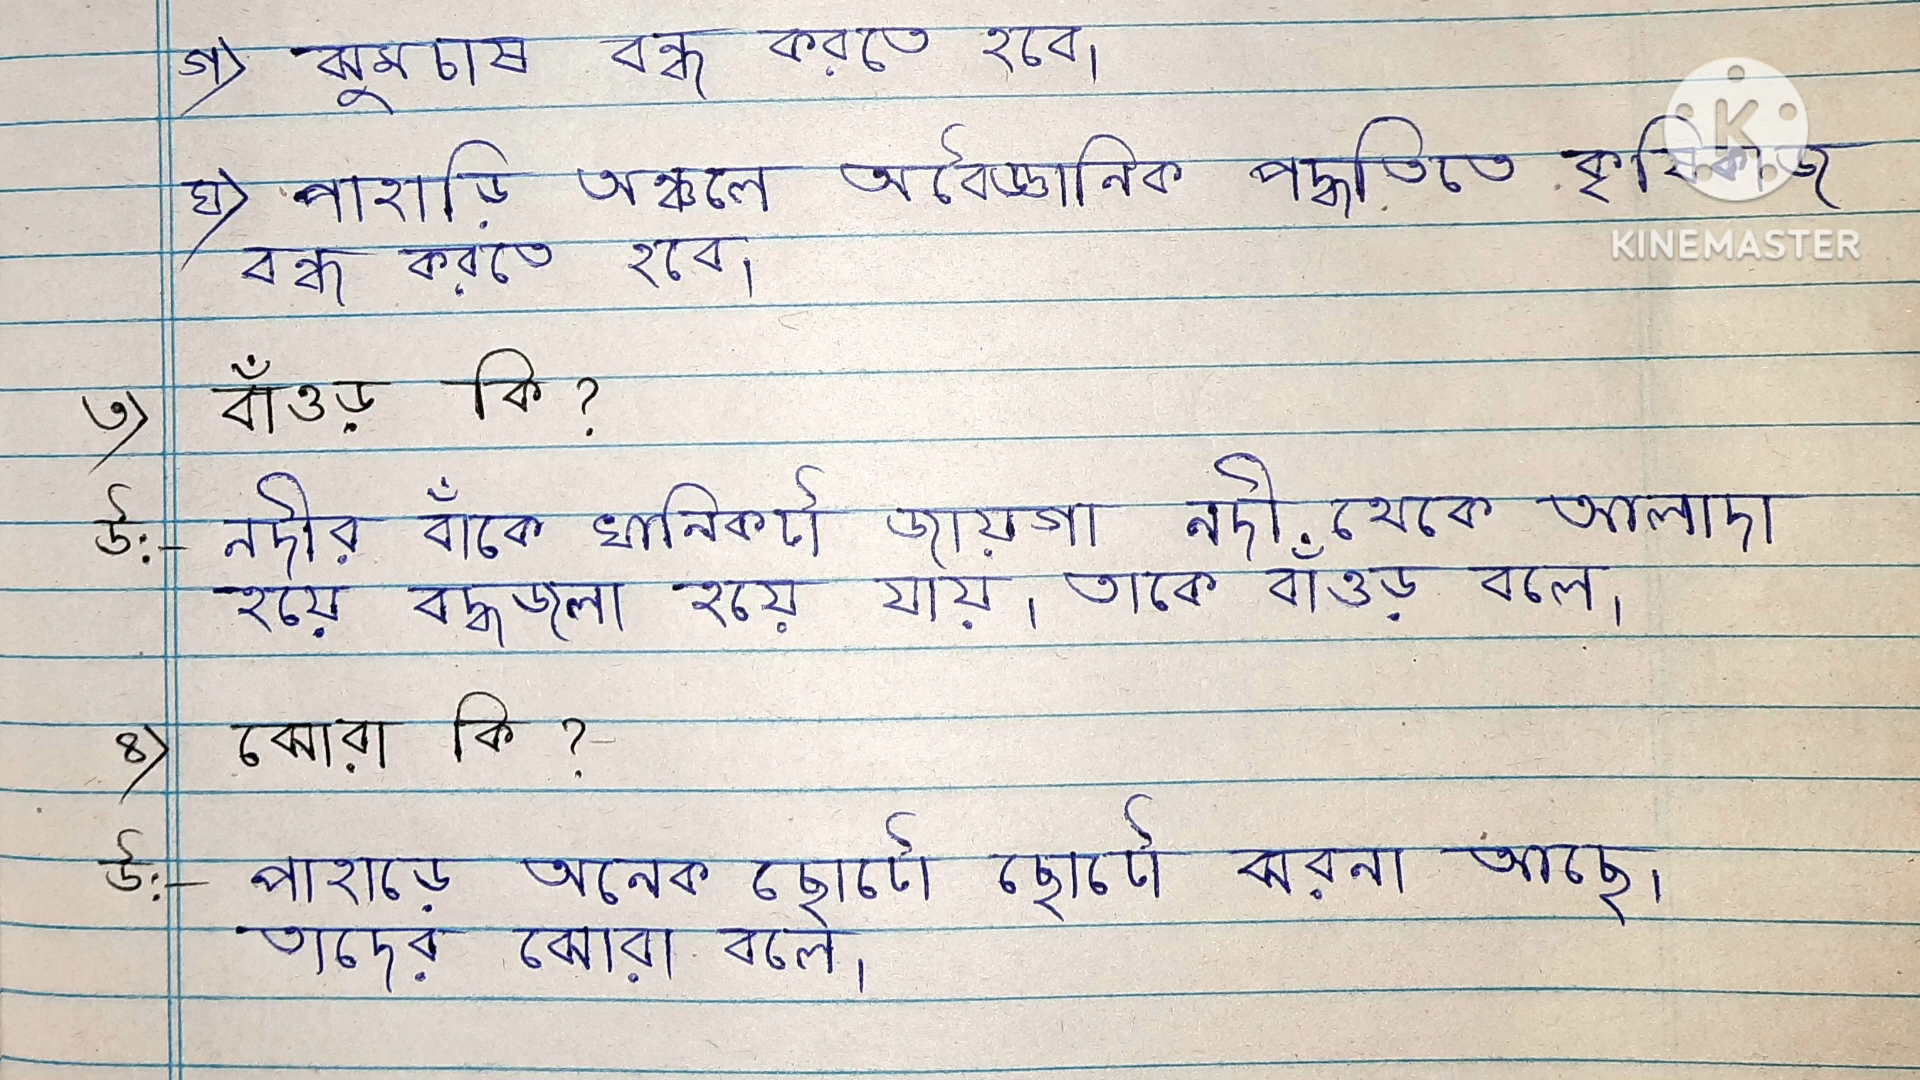 গ) ঝুমচাষ বন্ধ করতে হবে।
ঘ) পাহাড়ি অঞ্চলে অবৈজ্ঞানিক পদ্ধতিতে কৃষিকাজ
বন্ধ করতে হবে।
K
KINEMASTER
৩) বাঁওড় কি?
উ:- নদীর বাঁকে খানিকটা জায়গা নদী থেকে আলাদা
হয়ে বদ্ধজলা হয়ে যায়। তাকে বাঁওড় বলে।
৪) ঝোরা কি?
উ:- পাহাড়ে অনেক ছোটো ছোটো ঝরনা আছে।
তাদের ঝোরা বলে।